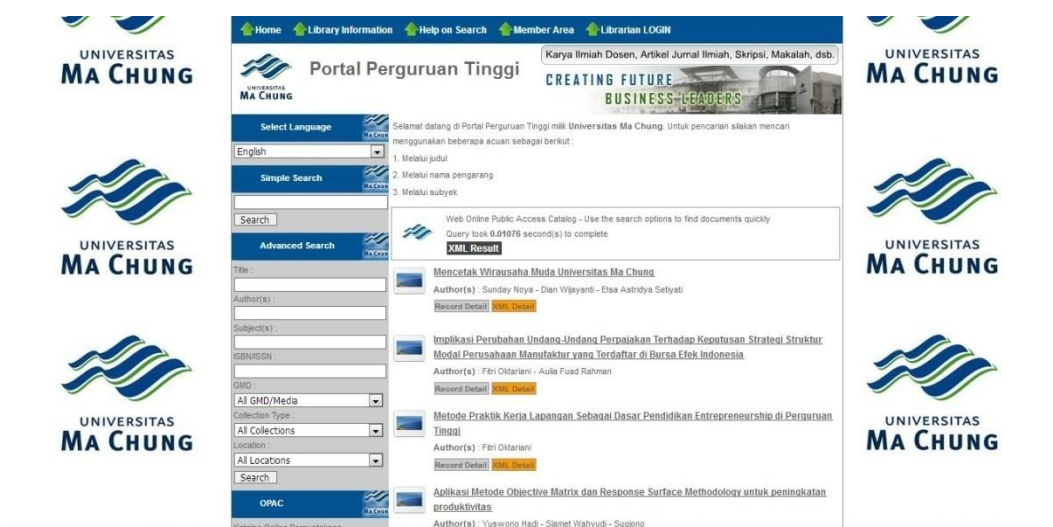 Home Library Information Help on Search Member Area Librarian LOGIN
UNIVERSITAS
MA CHUNG
UNIVERSITAS
MA CHUNG
Portal Perguruan Tinggi
Karya Ilmiah Dosen, Artikel Jurnal Ilmiah, Skripsi, Makalah, dsb.
CREATING FUTURE
BUSINESS LEADERS
UNIVERSITAS
MA CHUNG
Select Language
English
Simple Search
Search
Advanced Search
Title :
Author(s) :
Subject(s) :
ISBN/ISSN :
GMD :
All GMD/Media
Collection Type :
All Collections
Location :
All Locations
Search
OPAC
Katalog Online Perpustakaan
Selamat datang di Portal Perguruan Tinggi milik Universitas Ma Chung. Untuk pencarian silakan mencari
menggunakan beberapa acuan sebagai berikut :
1. Melalui judul
2. Melalui nama pengarang
3. Melalui subyek
Web Online Public Access Catalog - Use the search options to find documents quickly
Query took 0.01076 second(s) to complete
XML Result
Mencetak Wirausaha Muda Universitas Ma Chung
Author(s) : Sunday Noya - Dian Wijayanti - Etsa Astridya Setiyati
Record Detail XML Detail
Implikasi Perubahan Undang-Undang Perpajakan Terhadap Keputusan Strategi Struktur
Modal Perusahaan Manufaktur yang Terdaftar di Bursa Efek Indonesia
Author(s) : Fitri Oktariani - Aulia Fuad Rahman
Record Detail XML Detail
Metode Praktik Kerja Lapangan Sebagai Dasar Pendidikan Entrepreneurship di Perguruan
Tinggi
Author(s) : Fitri Oktariani
Record Detail XML Detail
Aplikasi Metode Objective Matrix dan Response Surface Methodology untuk peningkatan
produktivitas
Author(s) : Yuswono Hadi - Slamet Wahyudi - Sugiono
UNIVERSITAS
MA CHUNG
UNIVERSITAS
MA CHUNG
UNIVERSITAS
MA CHUNG
UNIVERSITAS
MA CHUNG